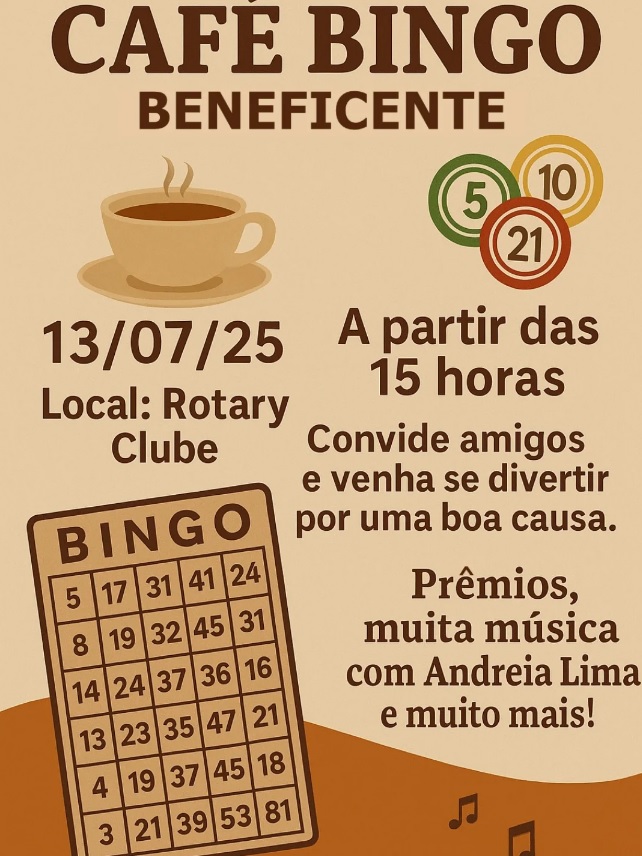 CAFÉ BINGO
BENEFICENTE
5
10
21
13/07/25
Local: Rotary
Clube
A partir das
15 horas
Convide amigos
e venha se divertir
por uma boa causa.
Prêmios,
muita música
com Andreia Lima
e muito mais!
BINGO
5 17 31 41 24
8 19 32 45 31
14 24 37 36 16
13 23 35 47 21
4 19 37 45 18
3 21 39 53 81